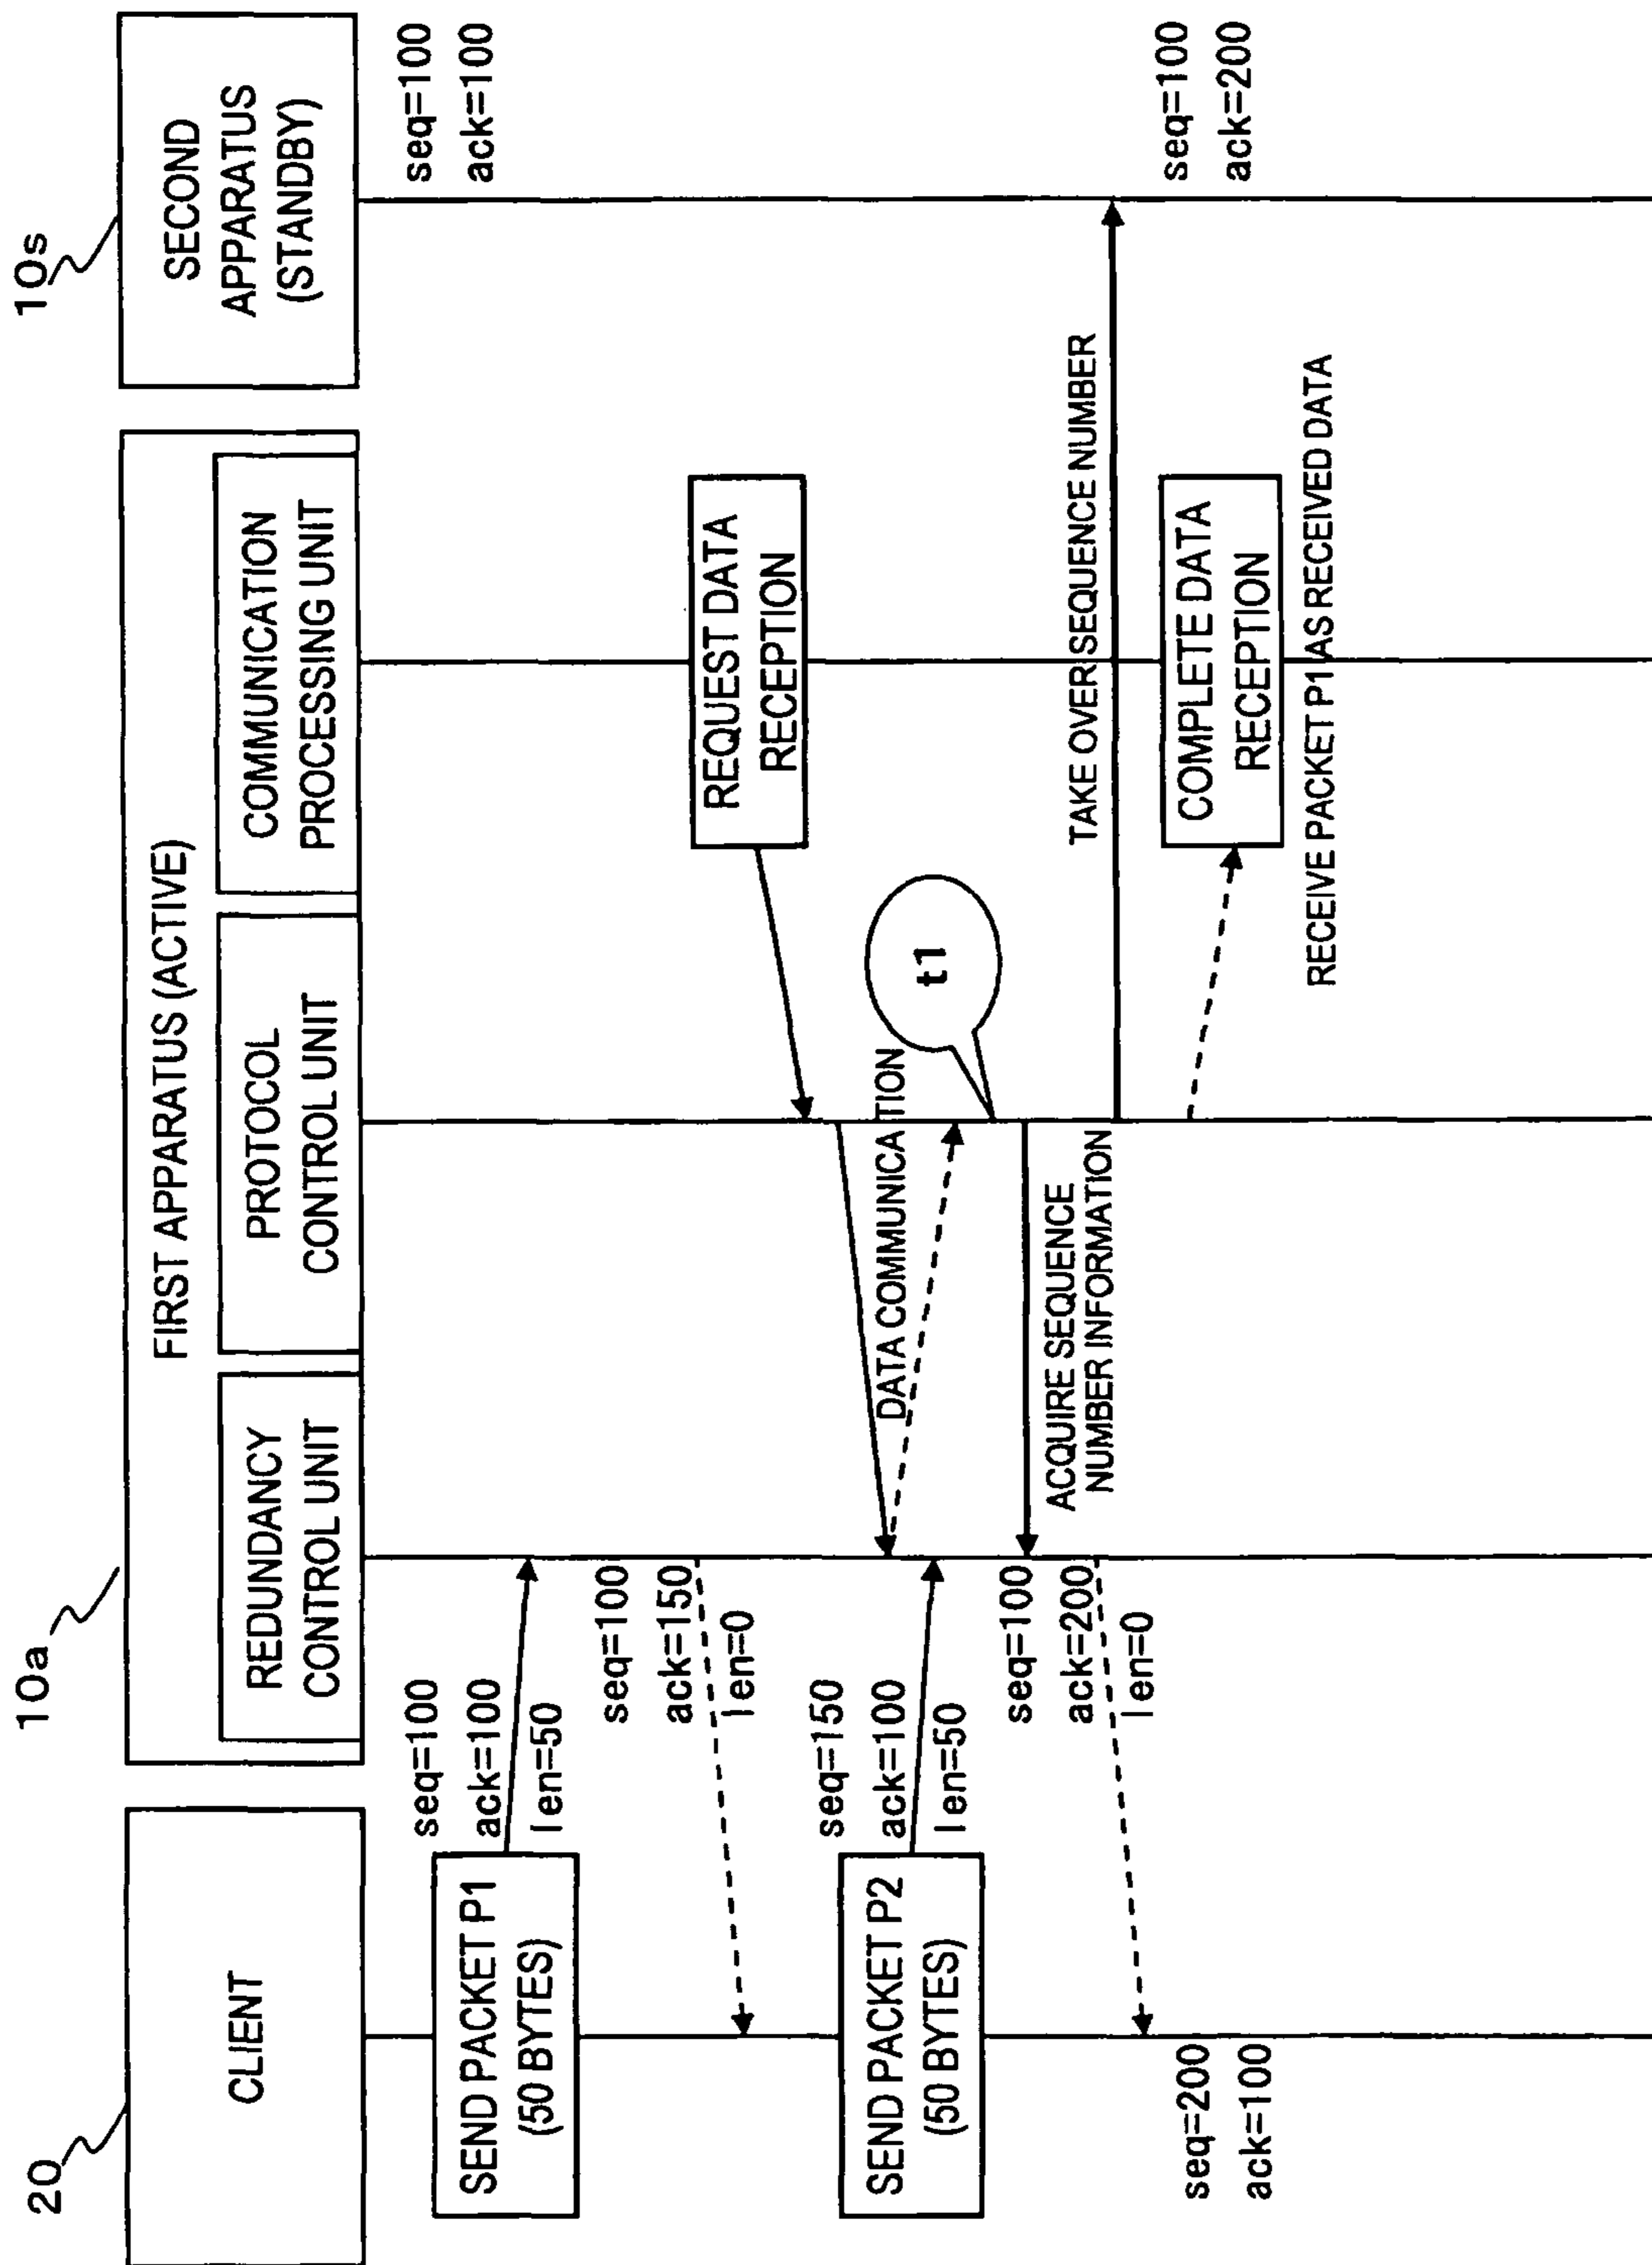 20
10a
10s
CLIENT
FIRST APPARATUS (ACTIVE)
REDUNDANCY
CONTROL UNIT
PROTOCOL
CONTROL UNIT
COMMUNICATION
PROCESSING UNIT
SECOND
APPARATUS
(STANDBY)
seq=100
ack=100
SEND PACKET P1
(50 BYTES)
seq=100
ack=100
len=50
seq=100
ack=150
len=0
REQUEST DATA
RECEPTION
SEND PACKET P2
(50 BYTES)
seq=150
ack=100
len=50
DATA COMMUNICATION
t1
seq=100
ack=200
len=0
ACQUIRE SEQUENCE
NUMBER INFORMATION
TAKE OVER SEQUENCE NUMBER
seq=200
ack=100
COMPLETE DATA
RECEPTION
RECEIVE PACKET P1 AS RECEIVED DATA
seq=100
ack=200